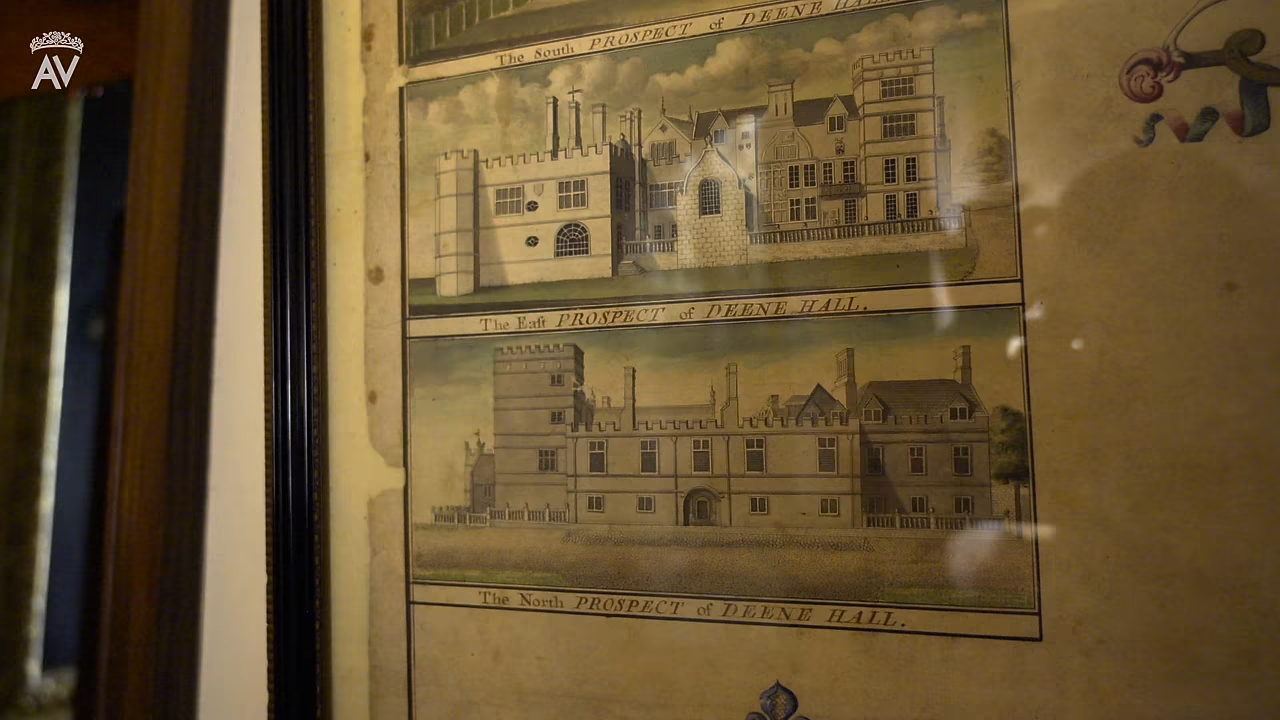 AV
The South PROSPECT of DEENE HALL
The Eaſt PROSPECT of DEENE HALL.
The North PROSPECT of DEENE HALL.